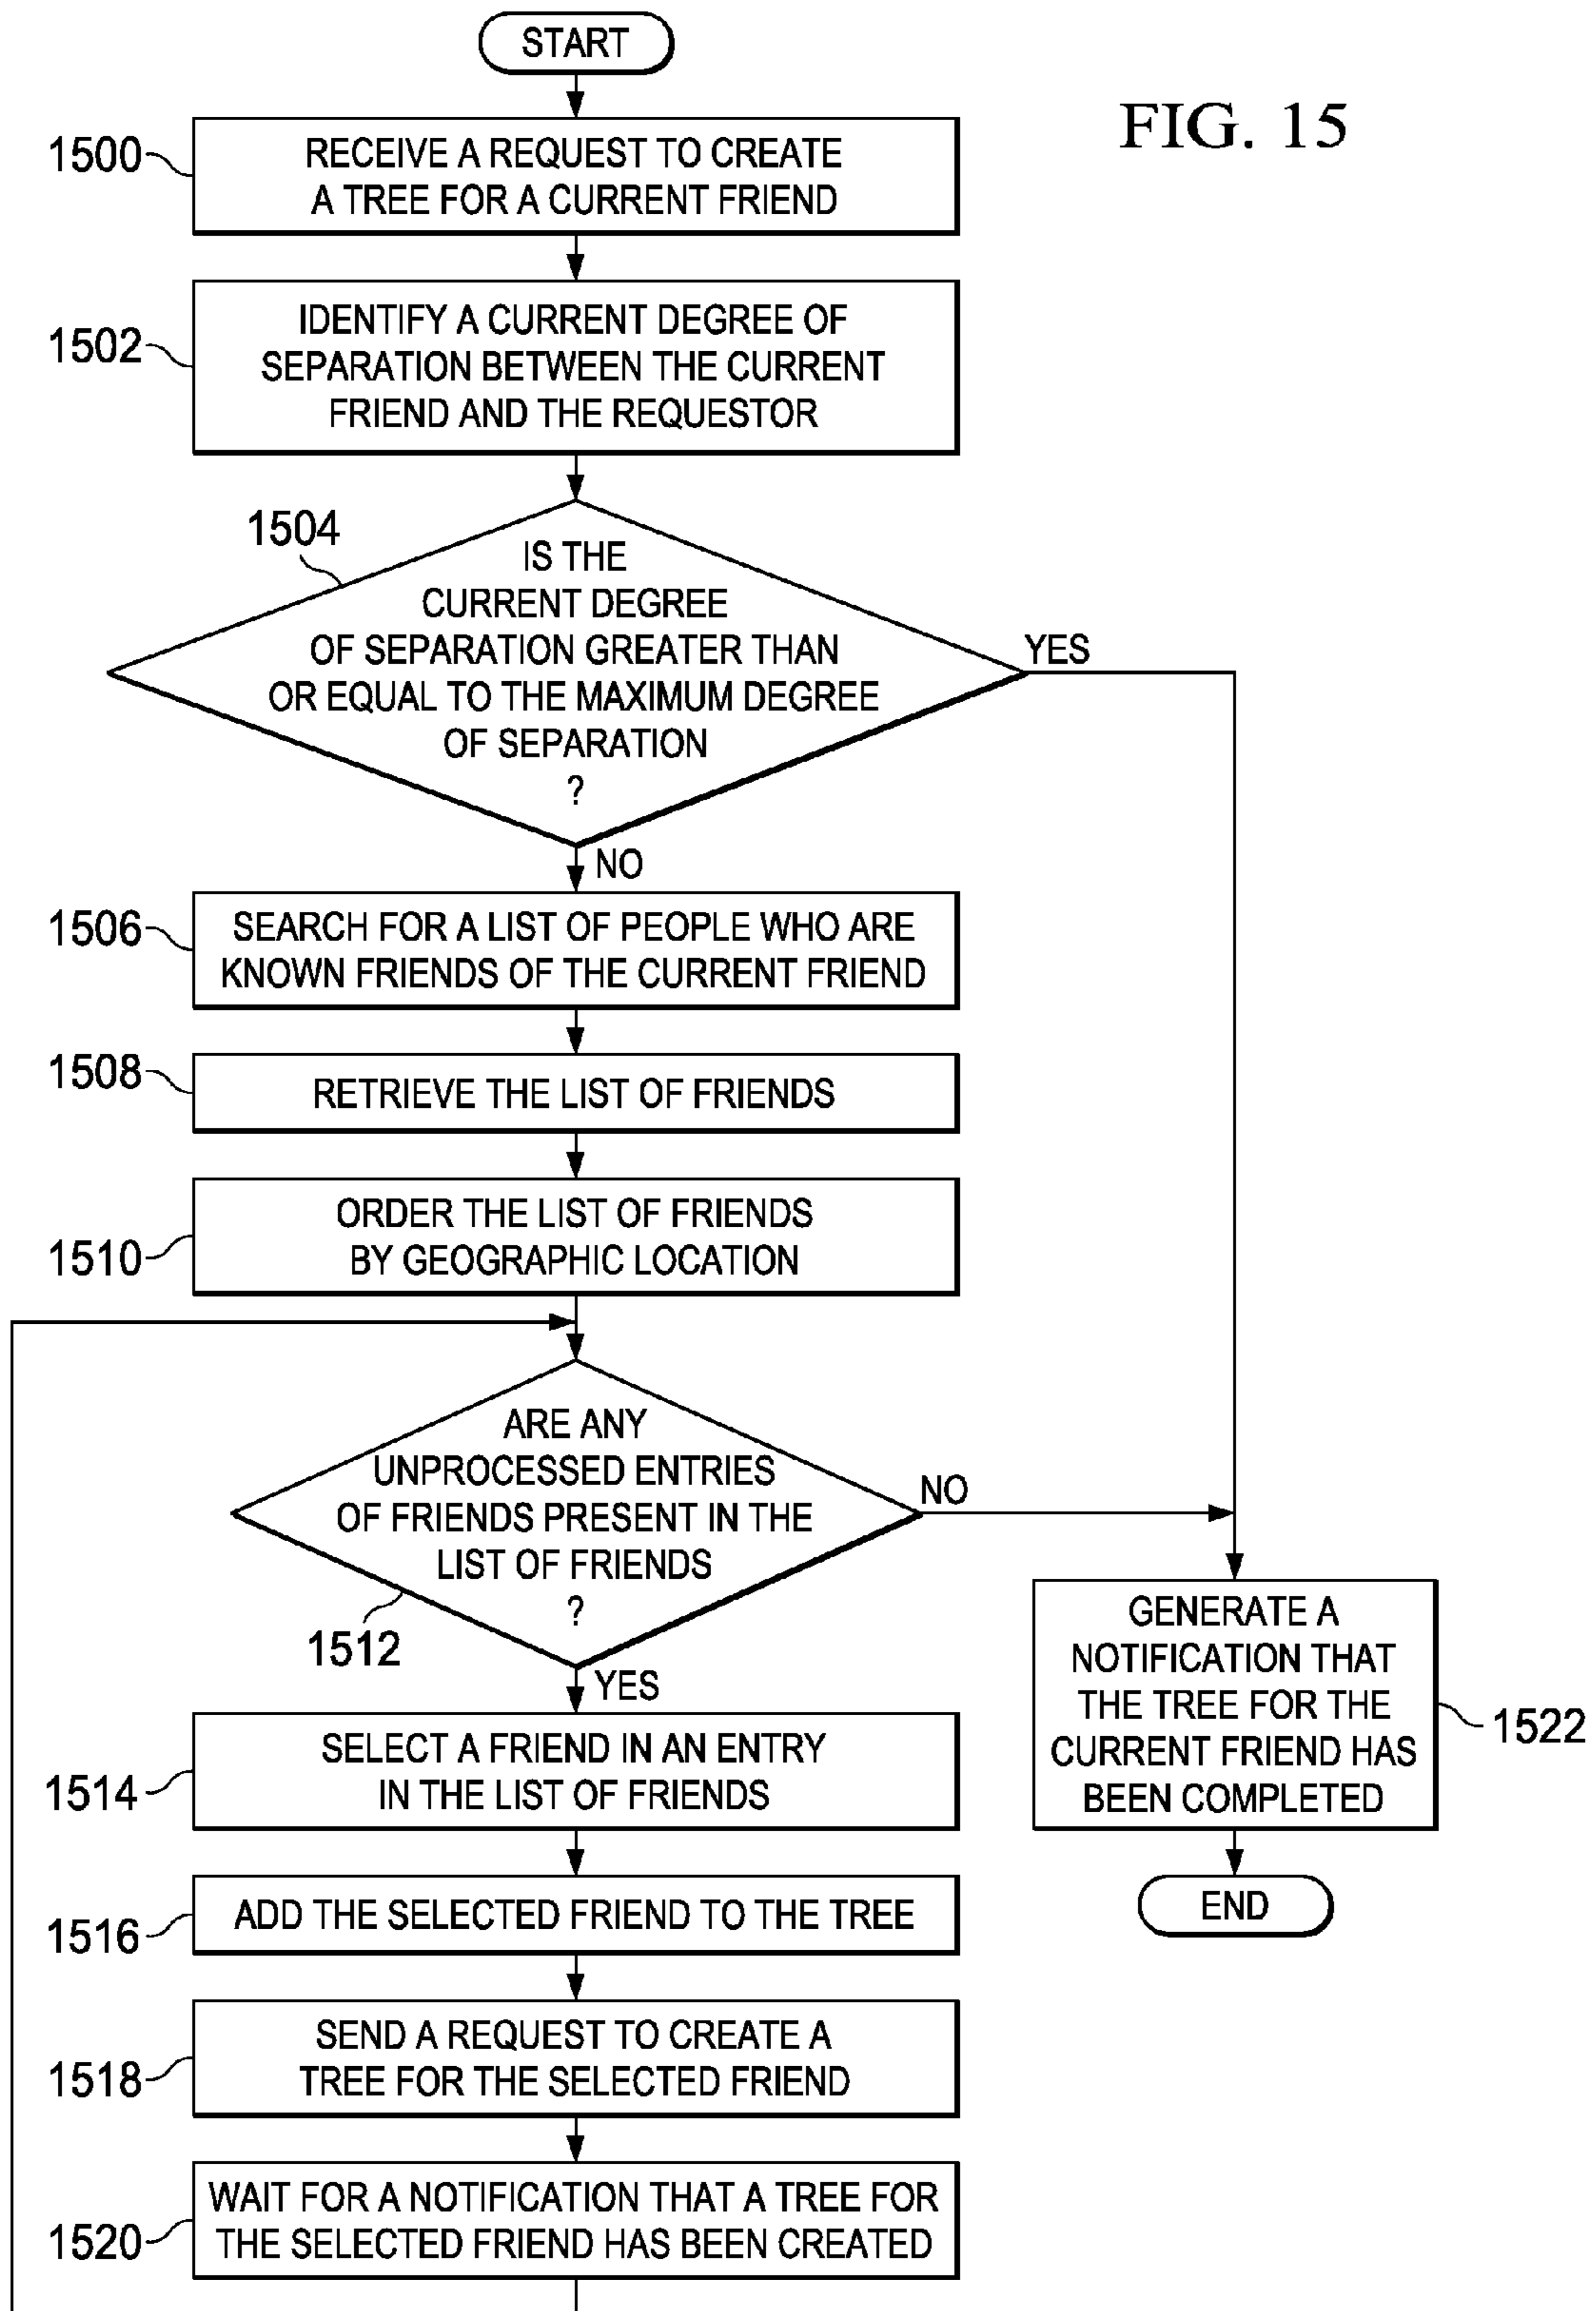 START
FIG. 15
1500
RECEIVE A REQUEST TO CREATE
A TREE FOR A CURRENT FRIEND
1502
IDENTIFY A CURRENT DEGREE OF
SEPARATION BETWEEN THE CURRENT
FRIEND AND THE REQUESTOR
1504
IS THE
CURRENT DEGREE
OF SEPARATION GREATER THAN
OR EQUAL TO THE MAXIMUM DEGREE
OF SEPARATION
?
YES
NO
1506
SEARCH FOR A LIST OF PEOPLE WHO ARE
KNOWN FRIENDS OF THE CURRENT FRIEND
1508
RETRIEVE THE LIST OF FRIENDS
1510
ORDER THE LIST OF FRIENDS
BY GEOGRAPHIC LOCATION
ARE ANY
UNPROCESSED ENTRIES
OF FRIENDS PRESENT IN THE
LIST OF FRIENDS
?
1512
NO
YES
1514
SELECT A FRIEND IN AN ENTRY
IN THE LIST OF FRIENDS
1516
ADD THE SELECTED FRIEND TO THE TREE
1518
SEND A REQUEST TO CREATE A
TREE FOR THE SELECTED FRIEND
1520
WAIT FOR A NOTIFICATION THAT A TREE FOR
THE SELECTED FRIEND HAS BEEN CREATED
GENERATE A
NOTIFICATION THAT
THE TREE FOR THE
CURRENT FRIEND HAS
BEEN COMPLETED
1522
END